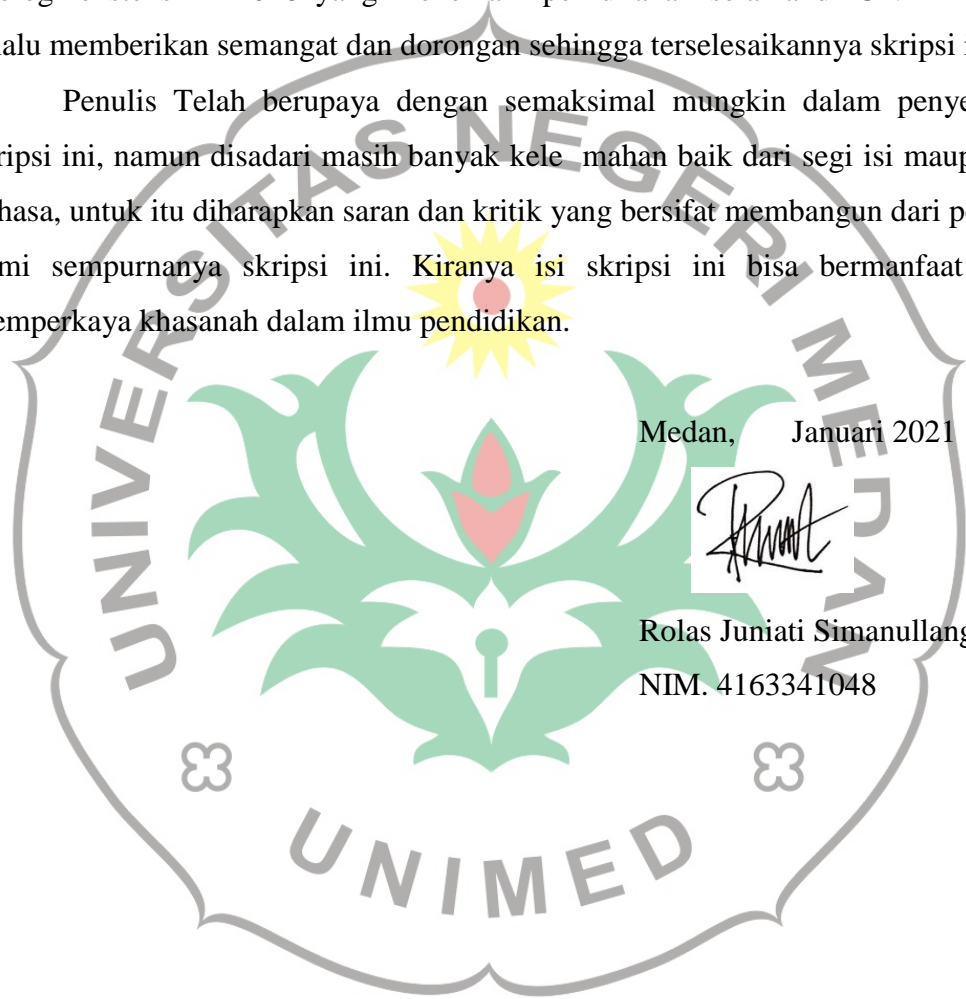 lalu memberikan semangat dan dorongan sehingga terselesaikannya skripsi
Penulis Telah berupaya dengan semaksimal mungkin dalam penye
ripsi ini, namun disadari masih banyak kele mahan baik dari segi isi maup
hasa, untuk itu diharapkan saran dan kritik yang bersifat membangun dari p
mi sempurnanya skripsi ini. Kiranya isi skripsi ini bisa bermanfaat
emperkaya khasanah dalam ilmu pendidikan.
Medan, Januari 2021
Rolas Juniati Simanullang
NIM. 4163341048
UNIVERSITAS NEGERI MEDAN
UNIMED